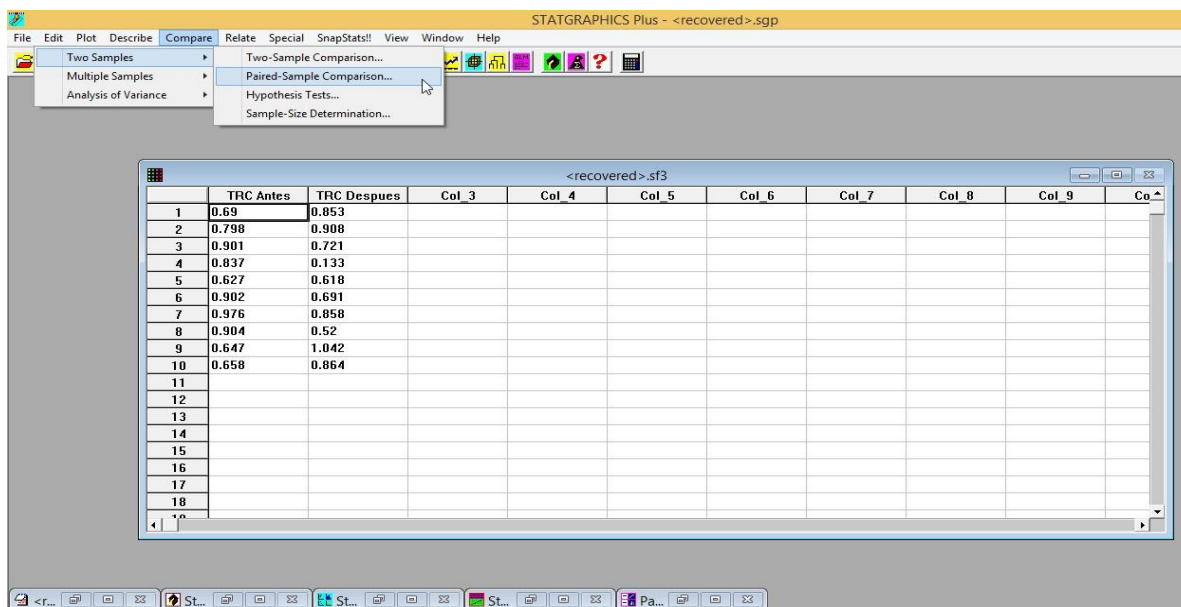 STATGRAPHICS Plus - <recovered>.sgp
File Edit Plot Describe Compare Relate Special SnapStats!! View Window Help
Two Samples
Multiple Samples
Analysis of Variance
Two-Sample Comparison...
Paired-Sample Comparison...
Hypothesis Tests...
Sample-Size Determination...
<recovered>.sf3
TRC Antes TRC Despues Col_3 Col_4 Col_5 Col_6 Col_7 Col_8 Col_9 Co
1 0.69 0.853
2 0.798 0.908
3 0.901 0.721
4 0.837 0.133
5 0.627 0.618
6 0.902 0.691
7 0.976 0.858
8 0.904 0.52
9 0.647 1.042
10 0.658 0.864
11
12
13
14
15
16
17
18
<r... St... St... St... Pa...